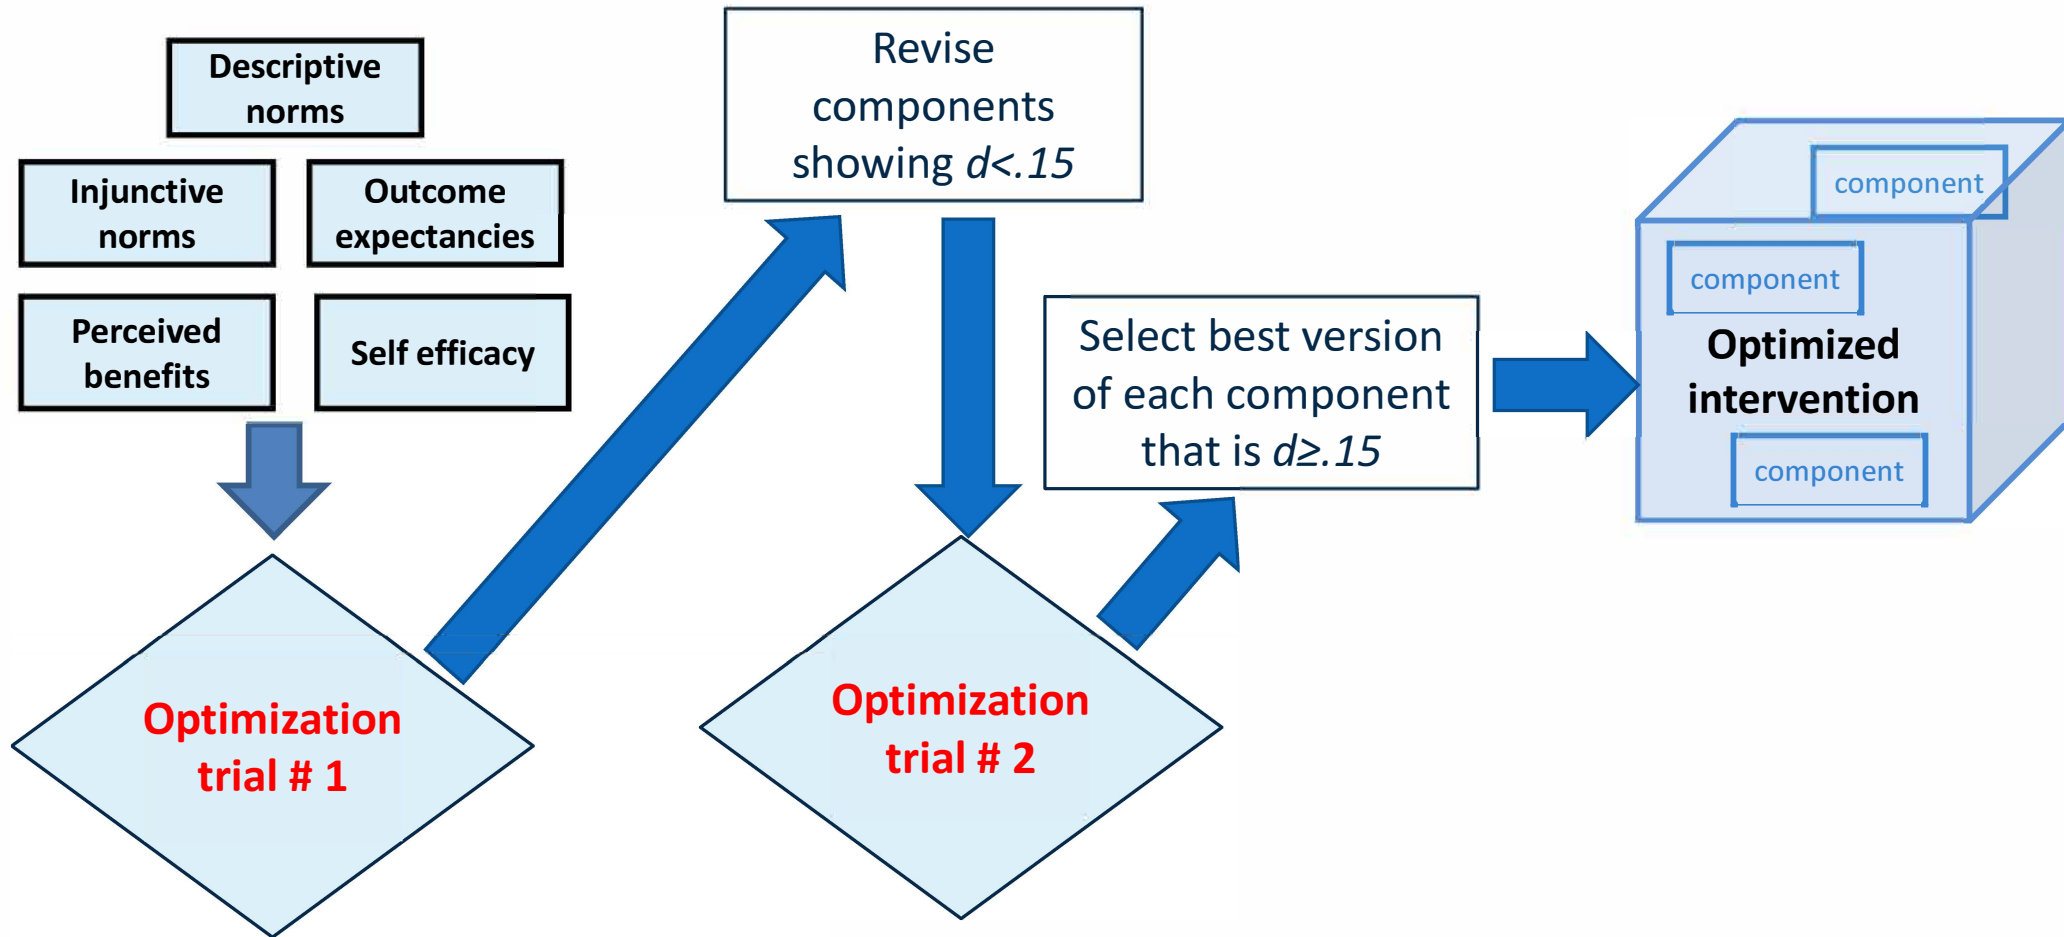 Descriptive
norms
Injunctive
norms
Outcome
expectancies
Perceived
benefits
Self efficacy
Optimization
trial # 1
Revise
components
showing d<.15
Optimization
trial # 2
Select best version
of each component
that is d≥.15
component
component
Optimized
intervention
component